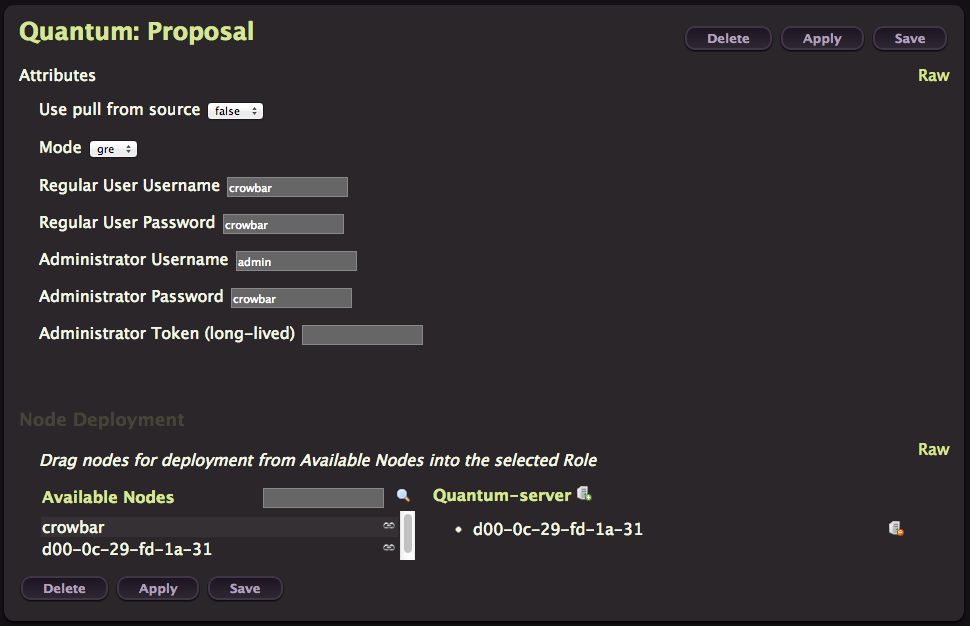 Quantum: Proposal
Delete Apply Save
Attributes Raw
Use pull from source false
Mode gre
Regular User Username crowbar
Regular User Password crowbar
Administrator Username admin
Administrator Password crowbar
Administrator Token (long-lived)
Node Deployment
Raw
Drag nodes for deployment from Available Nodes into the selected Role
Available Nodes
crowbar
d00-0c-29-fd-1a-31
Quantum-server
• d00-0c-29-fd-1a-31
Delete Apply Save